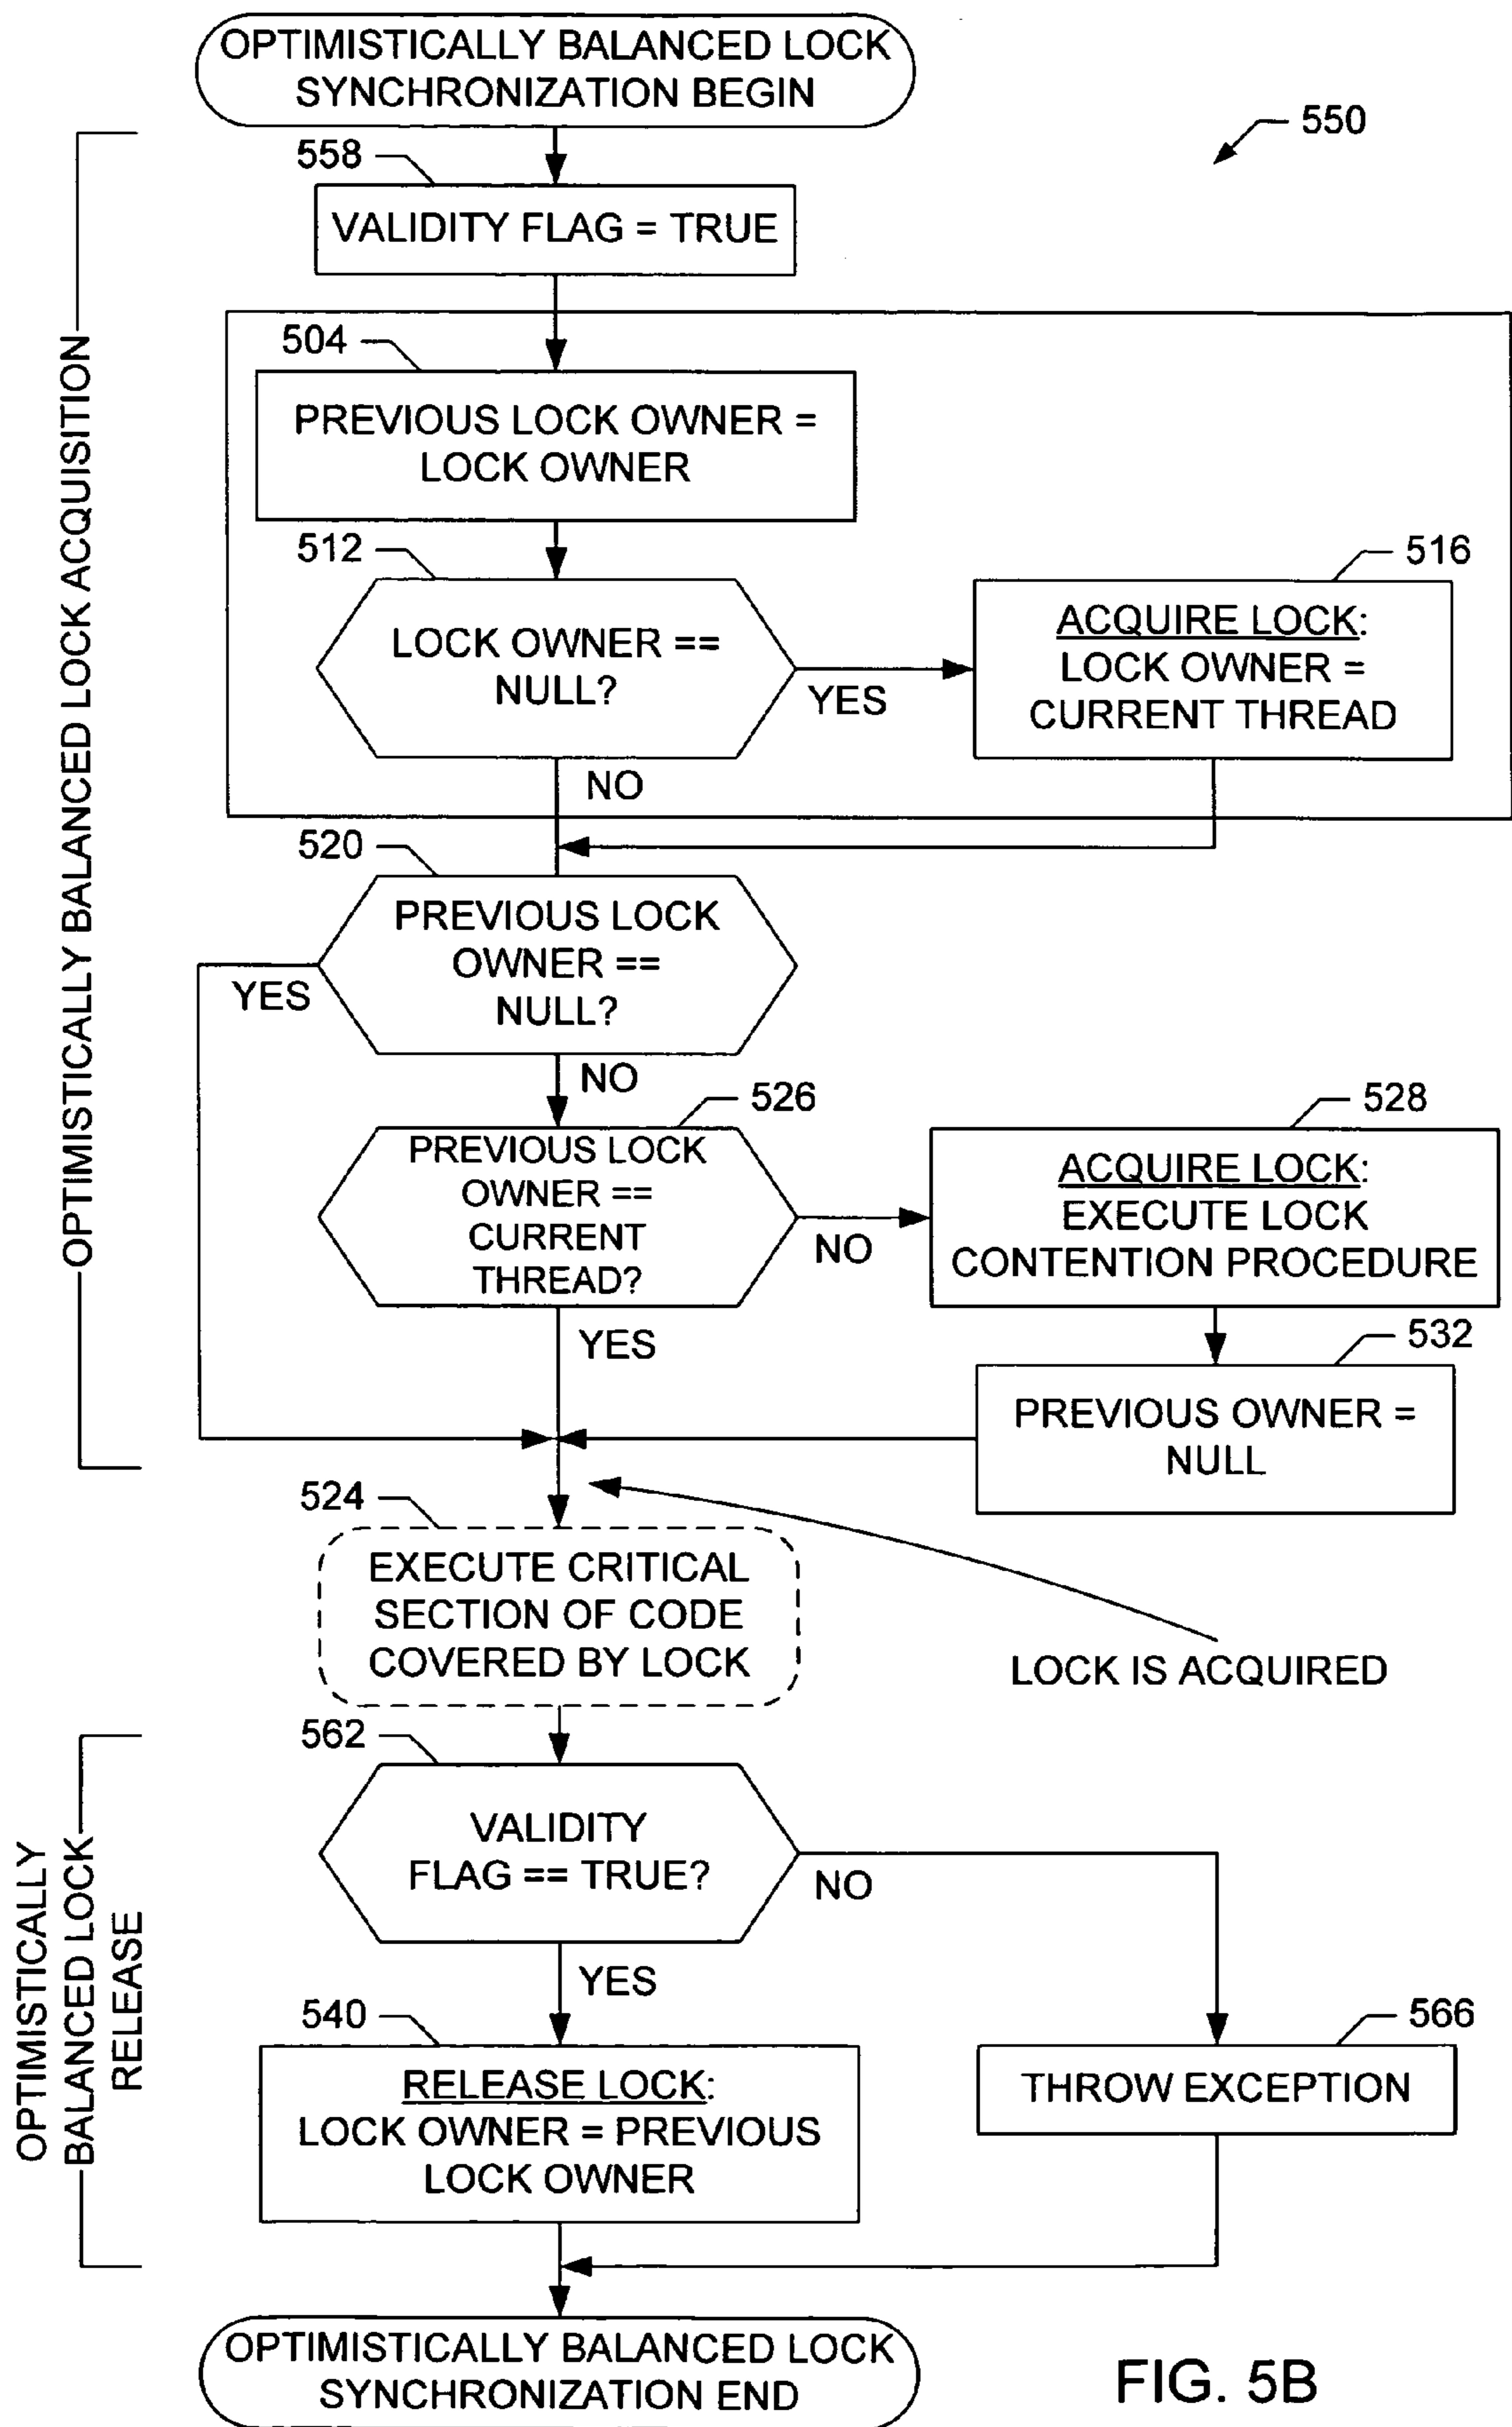 OPTIMISTICALLY BALANCED LOCK
SYNCHRONIZATION BEGIN
550
558
VALIDITY FLAG = TRUE
OPTIMISTICALLY BALANCED LOCK ACQUISITION
504
PREVIOUS LOCK OWNER =
LOCK OWNER
512
LOCK OWNER ==
NULL?
YES
NO
516
ACQUIRE LOCK:
LOCK OWNER =
CURRENT THREAD
520
PREVIOUS LOCK
OWNER ==
NULL?
YES
NO
526
PREVIOUS LOCK
OWNER ==
CURRENT
THREAD?
NO
YES
528
ACQUIRE LOCK:
EXECUTE LOCK
CONTENTION PROCEDURE
532
PREVIOUS OWNER =
NULL
524
EXECUTE CRITICAL
SECTION OF CODE
COVERED BY LOCK
LOCK IS ACQUIRED
OPTIMISTICALLY
BALANCED LOCK
RELEASE
562
VALIDITY
FLAG == TRUE?
NO
YES
540
RELEASE LOCK:
LOCK OWNER = PREVIOUS
LOCK OWNER
566
THROW EXCEPTION
OPTIMISTICALLY BALANCED LOCK
SYNCHRONIZATION END
FIG. 5B